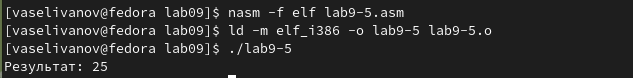 [vaselivanov@fedora lab09]$ nasm -f elf lab9-5.asm
[vaselivanov@fedora lab09]$ ld -m elf_i386 -o lab9-5 lab9-5.o
[vaselivanov@fedora lab09]$ ./lab9-5
Результат: 25